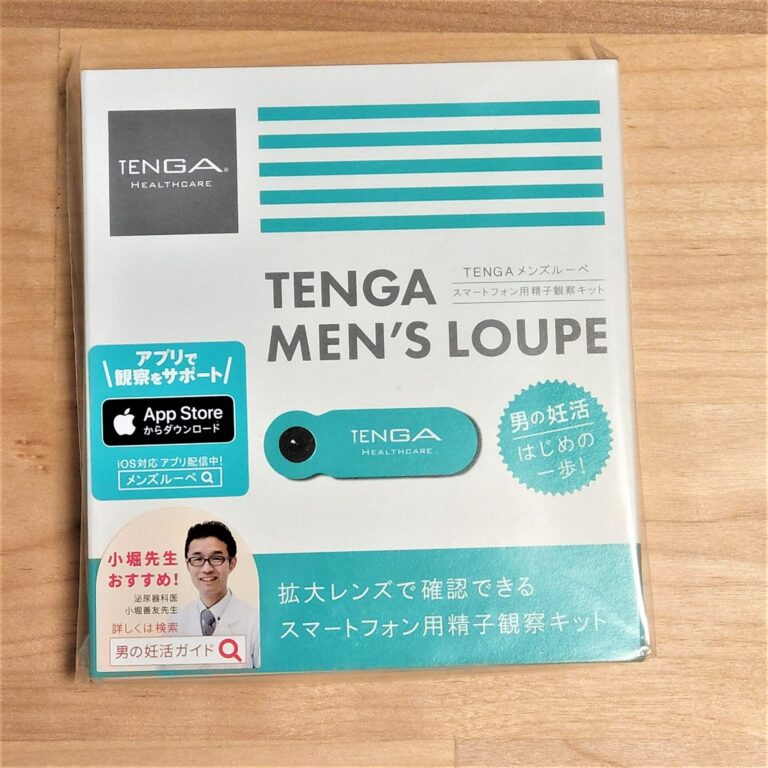 TENGA®
HEALTHCARE
TENGA
MEN'S LOUPE
TENGAメンズルーペ
スマートフォン用精子観察キット
アプリで
観察をサポート
App Store
からダウンロード
iOS対応 アプリ配信中!
メンズルーペ
TENGA
HEALTHCARE
男の妊活
はじめの
一歩!
小堀先生
おすすめ!
泌尿器科医
小堀善友先生
詳しくは検索
男の妊活ガイド
拡大レンズで確認できる
スマートフォン用精子観察キット